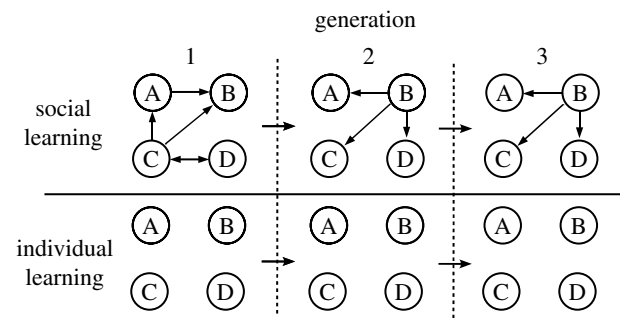 generation
1 2 3
social
learning
A B A B A B
C D C D C D
individual
learning
A B A B A B
C D C D C D